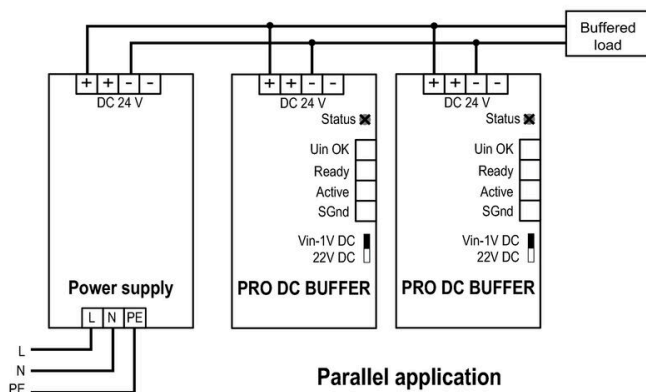 Buffered
load
+ + - -
DC 24 V
Power supply
L N PE
L
N
PE
+ + - -
DC 24 V
Status
Uin OK
Ready
Active
SGnd
Vin-1V DC
22V DC
PRO DC BUFFER
+ + - -
DC 24 V
Status
Uin OK
Ready
Active
SGnd
Vin-1V DC
22V DC
PRO DC BUFFER
Parallel application